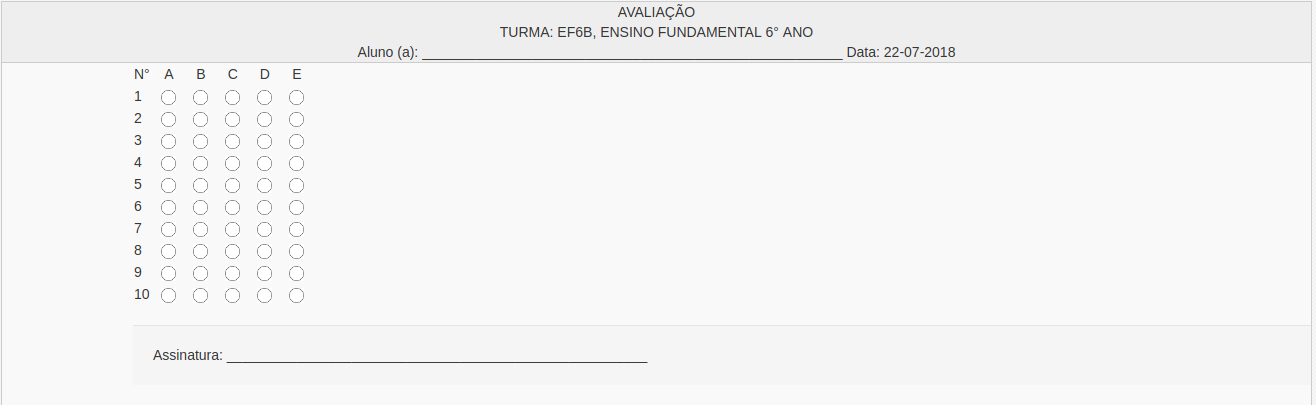 AVALIAÇÃO
TURMA: EF6B, ENSINO FUNDAMENTAL 6° ANO
Aluno (a): ______________________________________________________ Data: 22-07-2018
N° A B C D E
1
2
3
4
5
6
7
8
9
10
Assinatura: ______________________________________________________